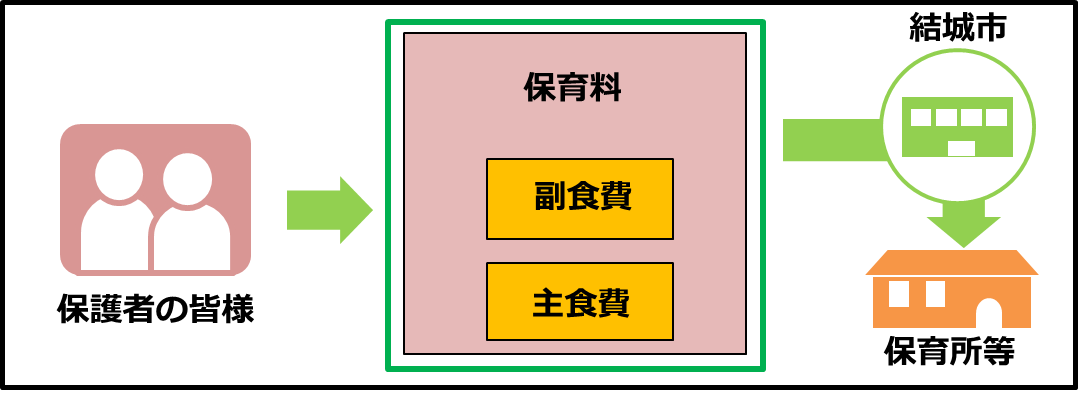 保護者の皆様
保育料
副食費
主食費
結城市
保育所等